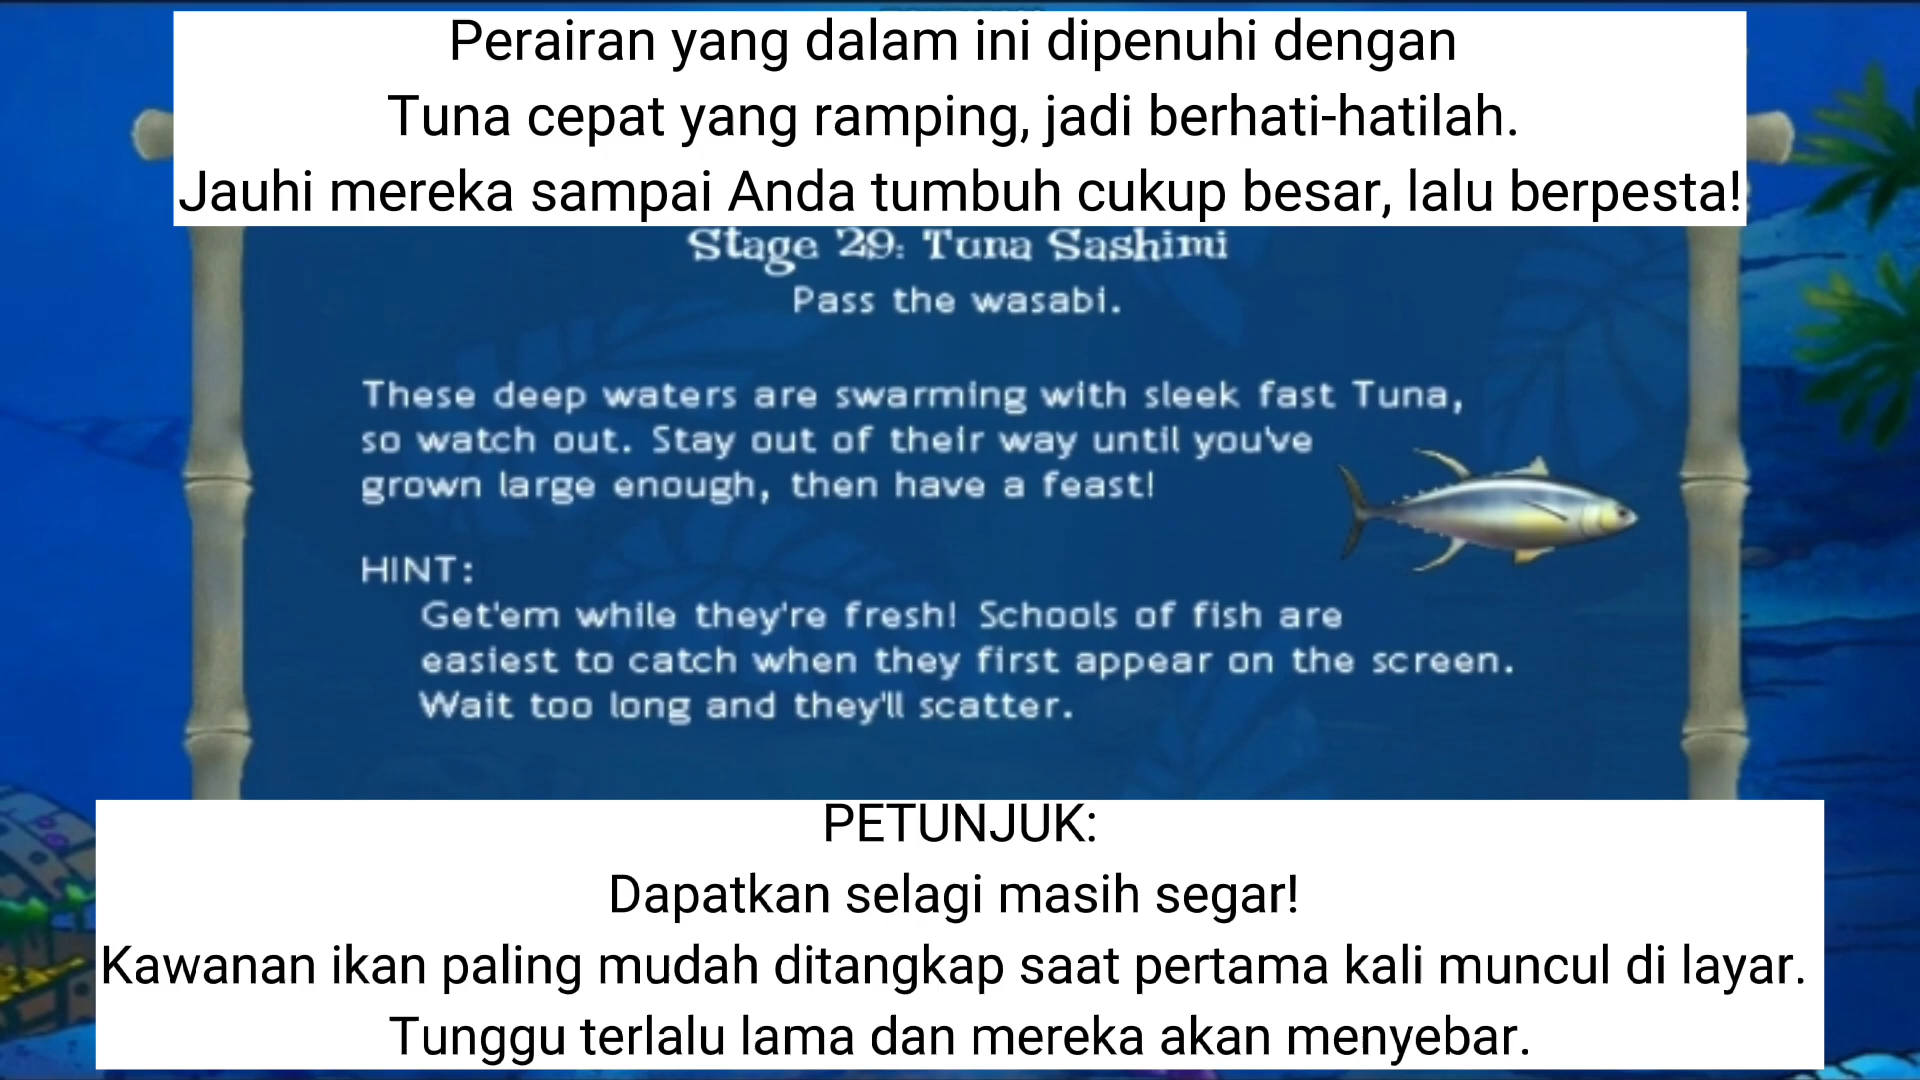 Perairan yang dalam ini dipenuhi dengan
Tuna cepat yang ramping, jadi berhati-hatilah.
Jauhi mereka sampai Anda tumbuh cukup besar, lalu berpesta!
Stage 29: Tuna Sashimi
Pass the wasabi.
These deep waters are swarming with sleek fast Tuna,
so watch out. Stay out of their way until you've
grown large enough, then have a feast!
HINT:
Get'em while they're fresh! Schools of fish are
easiest to catch when they first appear on the screen.
Wait too long and they'll scatter.
PETUNJUK:
Dapatkan selagi masih segar!
Kawanan ikan paling mudah ditangkap saat pertama kali muncul di layar.
Tunggu terlalu lama dan mereka akan menyebar.